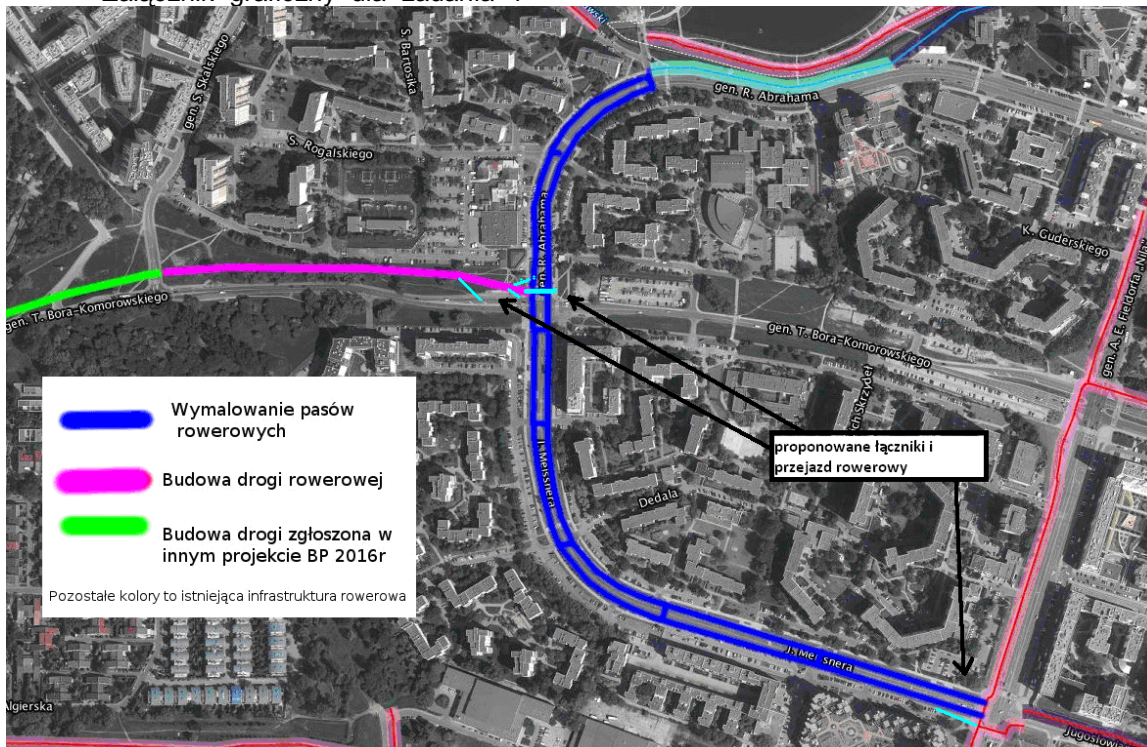 Załącznik graficzny dla zadania
gen. S. Skalskiego
S. Bartosika
gen. R. Abrahama
S. Rogalskiego
gen. R. Abrahama
K. Guderskiego
gen. A. E. Fieldorfa-Nila
gen. T. Bora-Komorowskiego
gen. T. Bora-Komorowskiego
Wymalowanie pasów
rowerowych
Budowa drogi rowerowej
Budowa drogi zgłoszona w
innym projekcie BP 2016r
Pozostałe kolory to istniejąca infrastruktura rowerowa
proponowane łączniki i
przejazd rowerowy
J. Meissnera
Dedala
J. Meissnera
Algierska